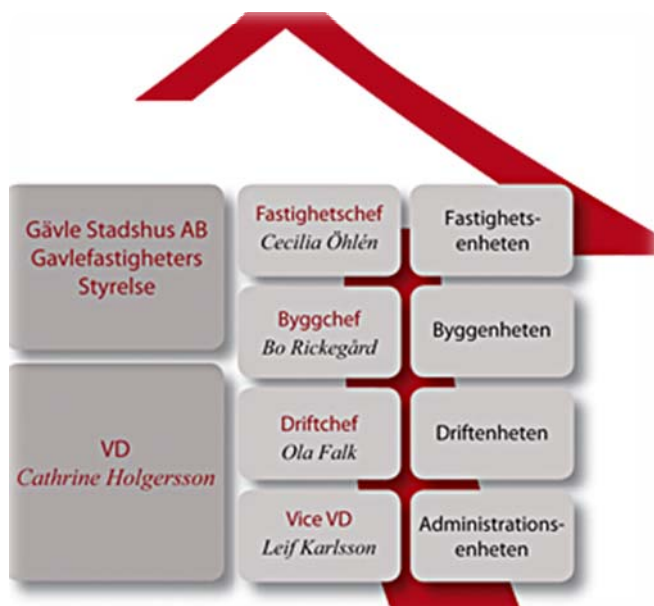 Gävle Stadshus AB
Gavlefastigheters
Styrelse
VD
Cathrine Holgersson
Fastighetschef
Cecilia Öhlén
Fastighets-
enheten
Byggchef
Bo Rickegård
Byggenheten
Driftchef
Ola Falk
Driftenheten
Vice VD
Leif Karlsson
Administrations-
enheten